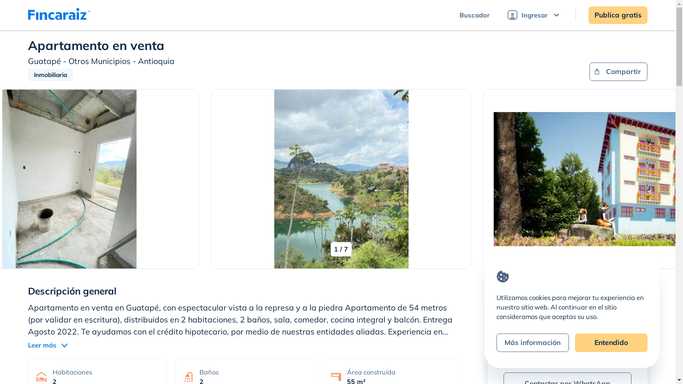 Fincaraiz
Buscador
Ingresar
Publica gratis
Apartamento en venta
Guatapé - Otros Municipios - Antioquia
Inmobiliaria
Compartir
1 / 7
Descripción general
Apartamento en venta en Guatapé, con espectacular vista a la represa y a la piedra Apartamento de 54 metros
(por validar en escritura), distribuidos en 2 habitaciones, 2 baños, sala, comedor, cocina integral y balcón. Entrega
Agosto 2022. Te ayudamos con el crédito hipotecario, por medio de nuestras entidades aliadas. Experiencia en...
Leer más
Habitaciones
2
Baños
2
Área construida
55 m²
Utilizamos cookies para mejorar tu experiencia en
nuestro sitio web. Al continuar en el sitio
consideramos que aceptas su uso.
Más información
Entendido
Contactar por WhatsApp